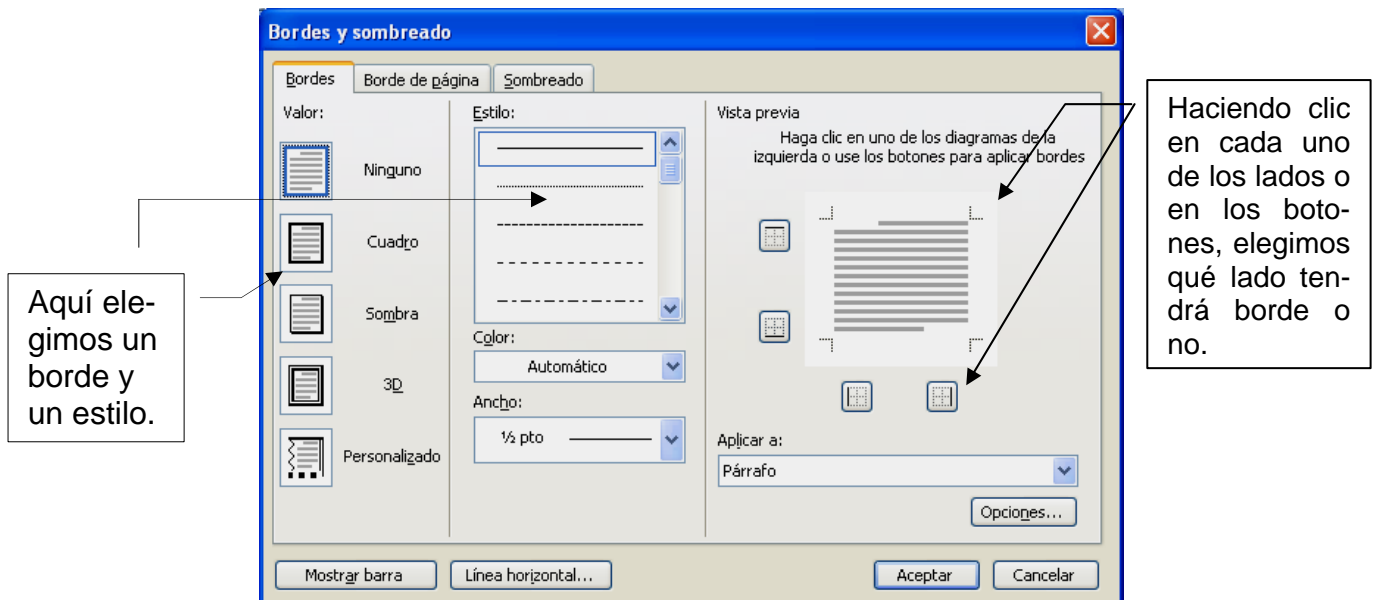 Bordes y sombreado
Bordes
Borde de página
Sombreado
Valor:
Ninguno
Cuadro
Sombra
3D
Personalizado
Estilo:
Color:
Automático
Ancho:
½ pto
Vista previa
Haga clic en uno de los diagramas de la
izquierda o use los botones para aplicar bordes
Aplicar a:
Párrafo
Opciones...
Mostrar barra
Línea horizontal...
Aceptar
Cancelar
Aquí ele-
gimos un
borde y
un estilo.
Haciendo clic
en cada uno
de los lados o
en los boto-
nes, elegimos
qué lado ten-
drá borde o
no.